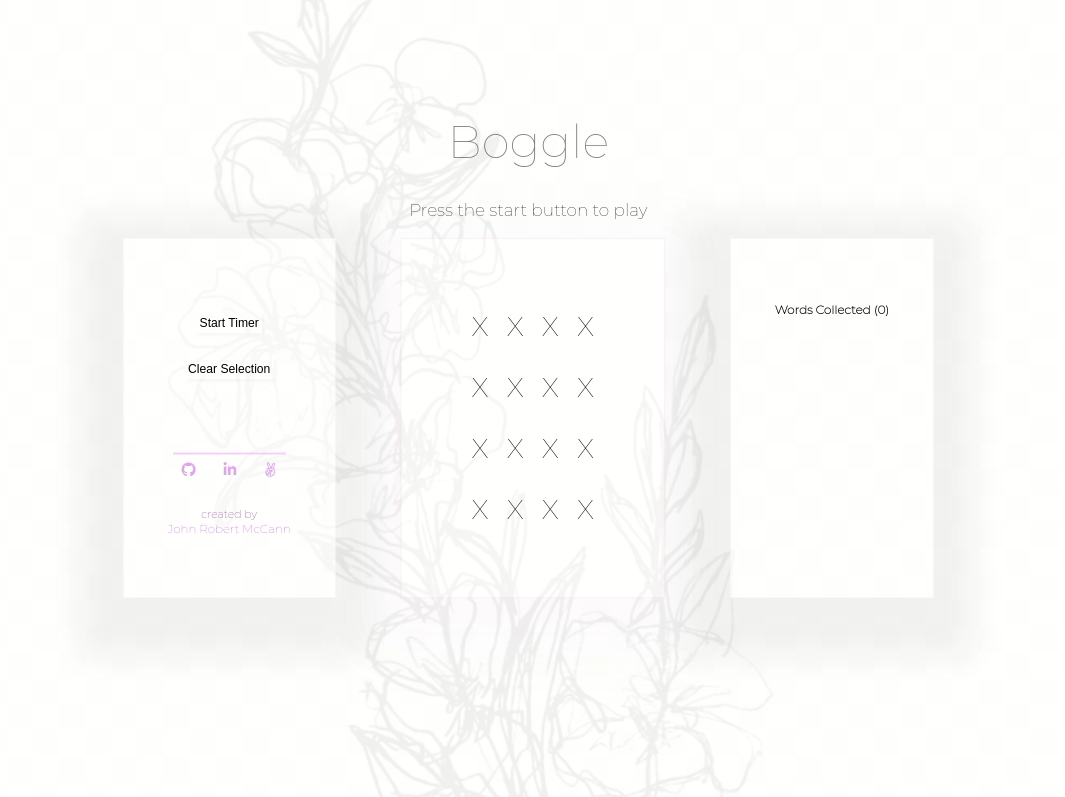 Boggle
Press the start button to play
Start Timer
Clear Selection
created by
John Robert McCann
X X X X
X X X X
X X X X
X X X X
Words Collected (0)